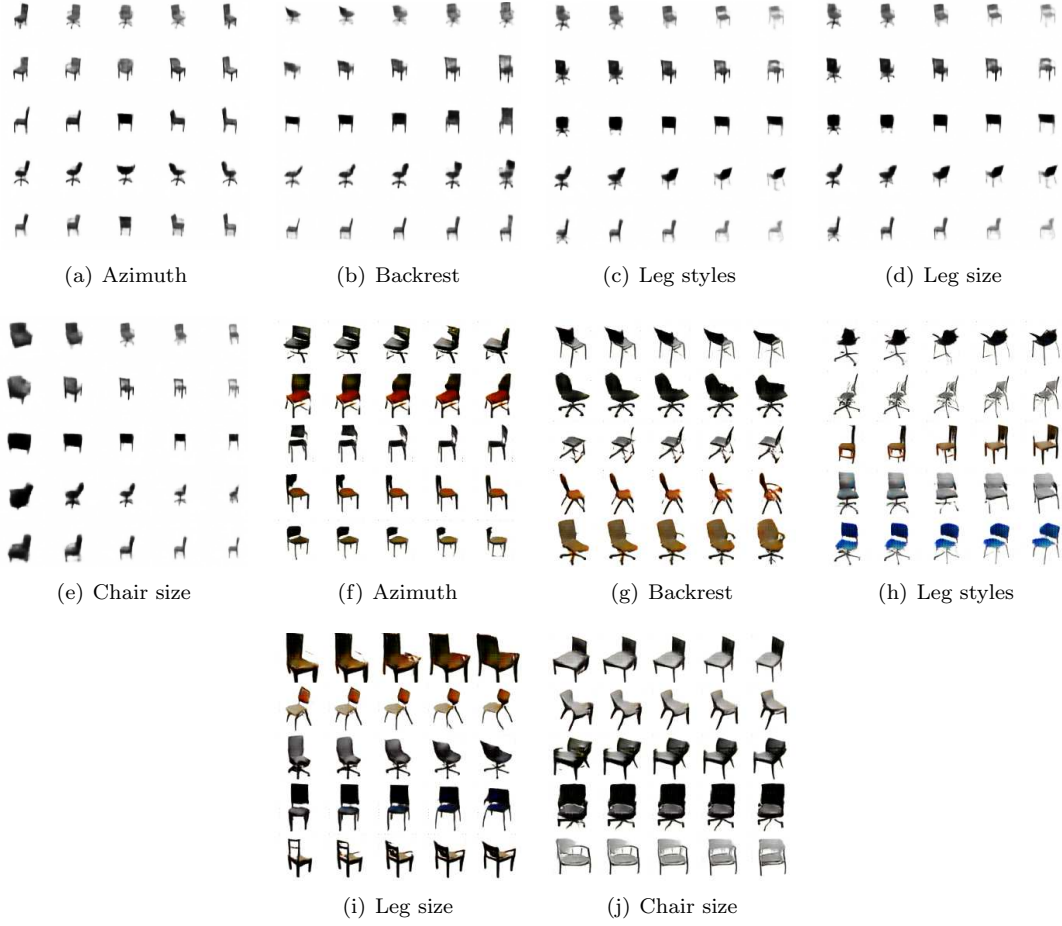 (a) Azimuth
(b) Backrest
(c) Leg styles
(d) Leg size
(e) Chair size
(f) Azimuth
(g) Backrest
(h) Leg styles
(i) Leg size
(j) Chair size